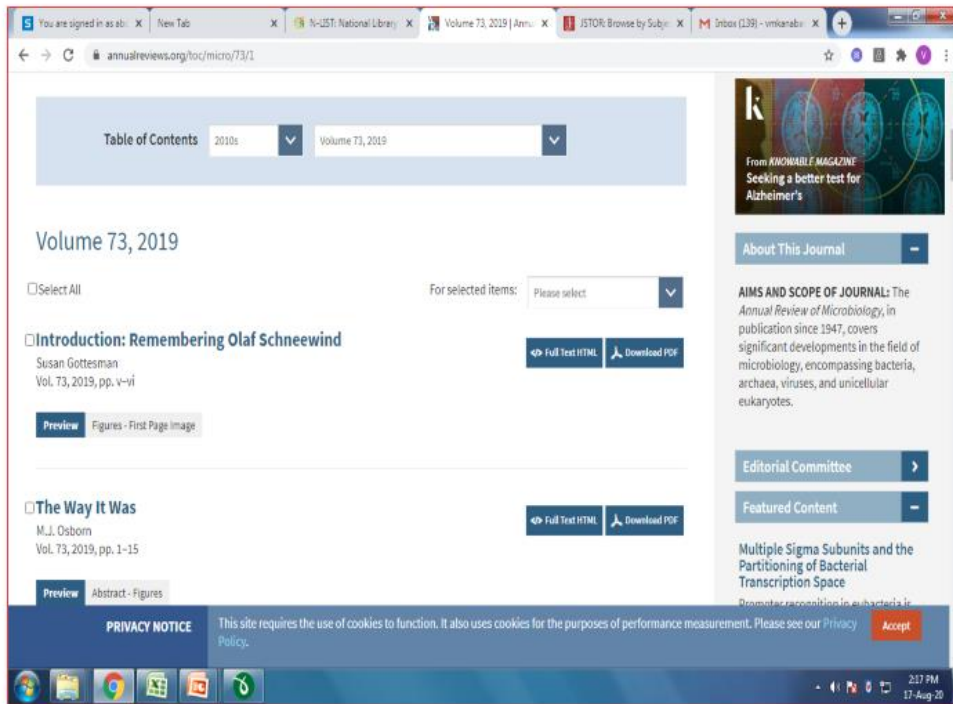 You are signed in as
New Tab
N-LIST: National Library
Volume 73, 2019 | Annu
JSTOR: Browse by Subje
Inbox (139) - vmkanaba
annualreviews.org/toc/micro/73/1
Table of Contents 2010s Volume 73, 2019
Volume 73, 2019
Select All
For selected items: Please select
Introduction: Remembering Olaf Schneewind
Susan Gottesman
Vol. 73, 2019, pp. v–vi
</> Full Text HTML Download PDF
Preview Figures - First Page Image
The Way It Was
M.J. Osborn
Vol. 73, 2019, pp. 1–15
</> Full Text HTML Download PDF
Preview Abstract - Figures
k
From KNOWABLE MAGAZINE
Seeking a better test for
Alzheimer's
About This Journal
AIMS AND SCOPE OF JOURNAL: The
Annual Review of Microbiology, in
publication since 1947, covers
significant developments in the field of
microbiology, encompassing bacteria,
archaea, viruses, and unicellular
eukaryotes.
Editorial Committee
Featured Content
Multiple Sigma Subunits and the
Partitioning of Bacterial
Transcription Space
Promoter recognition in eubacteria is
PRIVACY NOTICE
This site requires the use of cookies to function. It also uses cookies for the purposes of performance measurement. Please see our Privacy
Policy.
Accept
2:17 PM
17-Aug-20